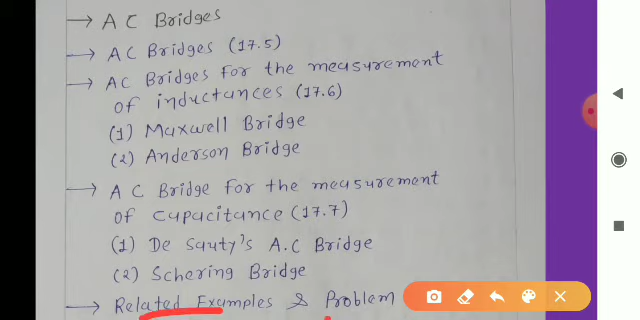 → A C Bridges
→ AC Bridges (17.5)
→ AC Bridges for the measurement
of inductances (17.6)
(1) Maxwell Bridge
(2) Anderson Bridge
→ A C Bridge for the measurement
of capacitance (17.7)
(1) De Sauty's A.C Bridge
(2) Schering Bridge
→ Related Examples & Problem